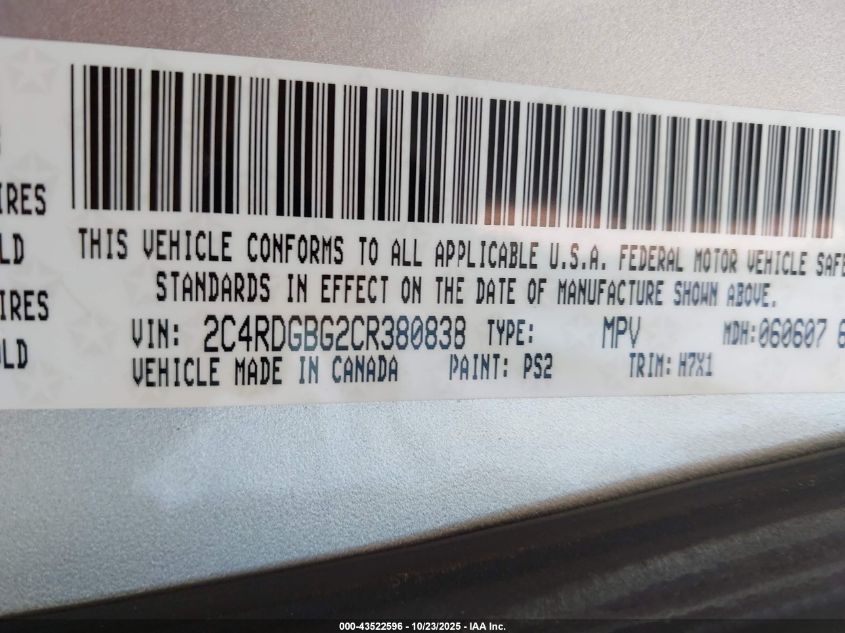 IRES
LD
IRES
OLD
THIS VEHICLE CONFORMS TO ALL APPLICABLE U.S.A. FEDERAL MOTOR VEHICLE SAFE
STANDARDS IN EFFECT ON THE DATE OF MANUFACTURE SHOWN ABOVE.
VIN: 2C4RDGBG2CR380838 TYPE: MPV MDH:060607 6
VEHICLE MADE IN CANADA PAINT: PS2 TRIM: H7X1
000-43522596 - 10/23/2025 - IAA Inc.